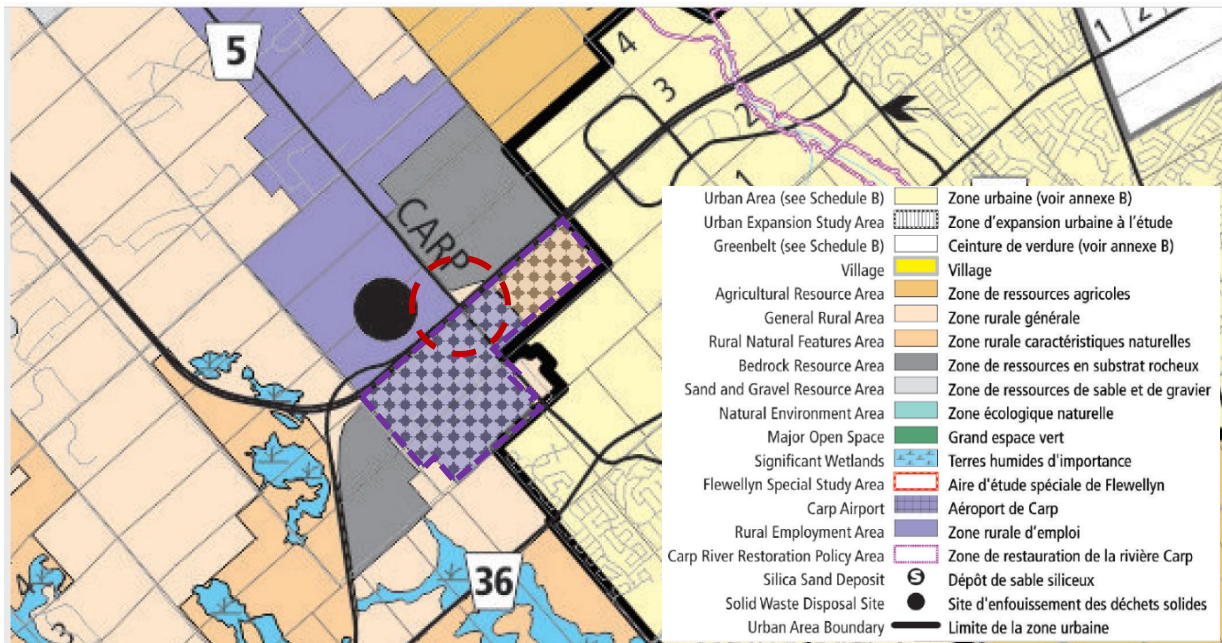 5
CARP
4
3
2
1
1
2
36
4
3
Urban Area (see Schedule B) Zone urbaine (voir annexe B)
Urban Expansion Study Area Zone d'expansion urbaine à l'étude
Greenbelt (see Schedule B) Ceinture de verdure (voir annexe B)
Village Village
Agricultural Resource Area Zone de ressources agricoles
General Rural Area Zone rurale générale
Rural Natural Features Area Zone rurale caractéristiques naturelles
Bedrock Resource Area Zone de ressources en substrat rocheux
Sand and Gravel Resource Area Zone de ressources de sable et de gravier
Natural Environment Area Zone écologique naturelle
Major Open Space Grand espace vert
Significant Wetlands Terres humides d'importance
Flewellyn Special Study Area Aire d'étude spéciale de Flewellyn
Carp Airport Aéroport de Carp
Rural Employment Area Zone rurale d'emploi
Carp River Restoration Policy Area Zone de restauration de la rivière Carp
Silica Sand Deposit S Dépôt de sable siliceux
Solid Waste Disposal Site Site d'enfouissement des déchets solides
Urban Area Boundary Limite de la zone urbaine